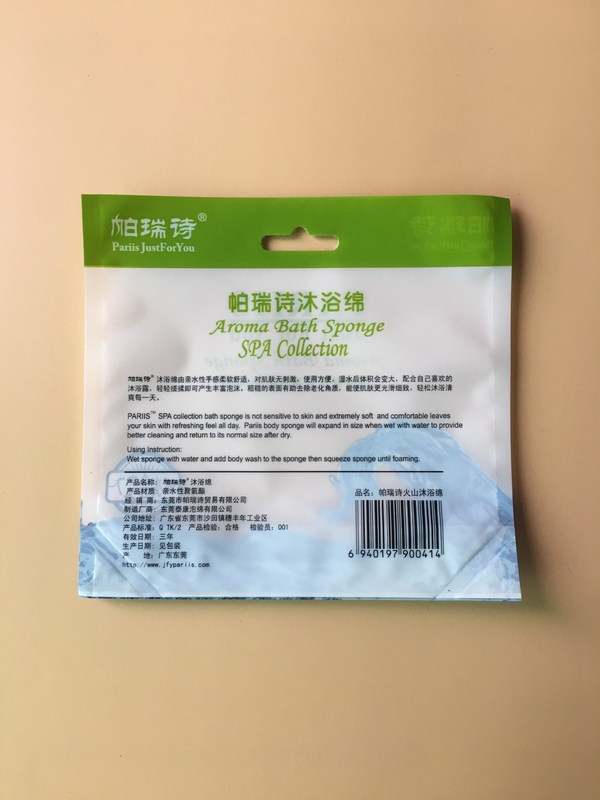 帕瑞诗®
Pariis JustForYou
帕瑞诗沐浴绵
Aroma Bath Sponge
SPA Collection
帕瑞诗® 沐浴绵由亲水性手感柔软舒适，对肌肤无刺激，使用方便，湿水后体积会变大，配合自己喜欢的
沐浴露，轻轻揉揉即可产生丰富泡沫，粗糙的表面有助去除老化角质，能使肌肤更光滑细致，轻松沐浴清
爽每一天。
PARIIS™ SPA collection bath sponge is not sensitive to skin and extremely soft and comfortable leaves
your skin with refreshing feel all day. Pariis body sponge will expand in size when wet with water to provide
better cleaning and return to its normal size after dry.
Using Instruction:
Wet sponge with water and add body wash to the sponge then squeeze sponge until foaming.
产品名称：帕瑞诗® 沐浴绵
产品材质：亲水性聚氨酯
经 销 商：东莞市帕瑞诗贸易有限公司
制造厂商：东莞泰康泡绵有限公司
公司地址：广东省东莞市沙田镇穗丰年工业区
产品标准：Q TK/2 产品检验：合格 检验员：001
有效日期：三年
生产日期：见包装
产 地：广东东莞
http://www.jfypariis.com
品名：帕瑞诗火山沐浴绵
6 940197 900414